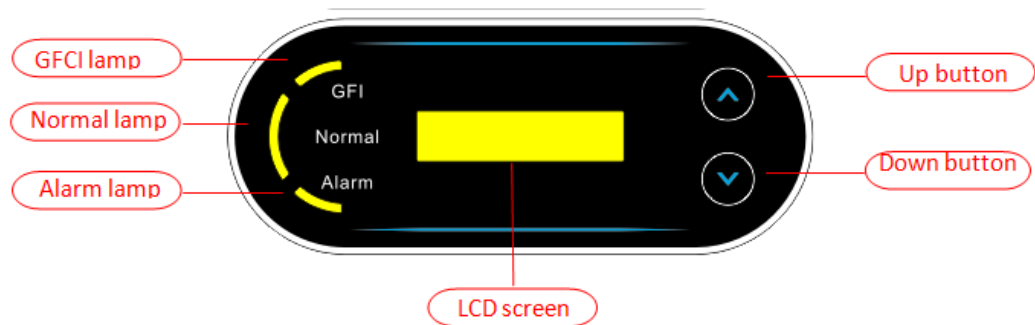 GFCI lamp
Normal lamp
Alarm lamp
GFI
Normal
Alarm
Up button
Down button
LCD screen